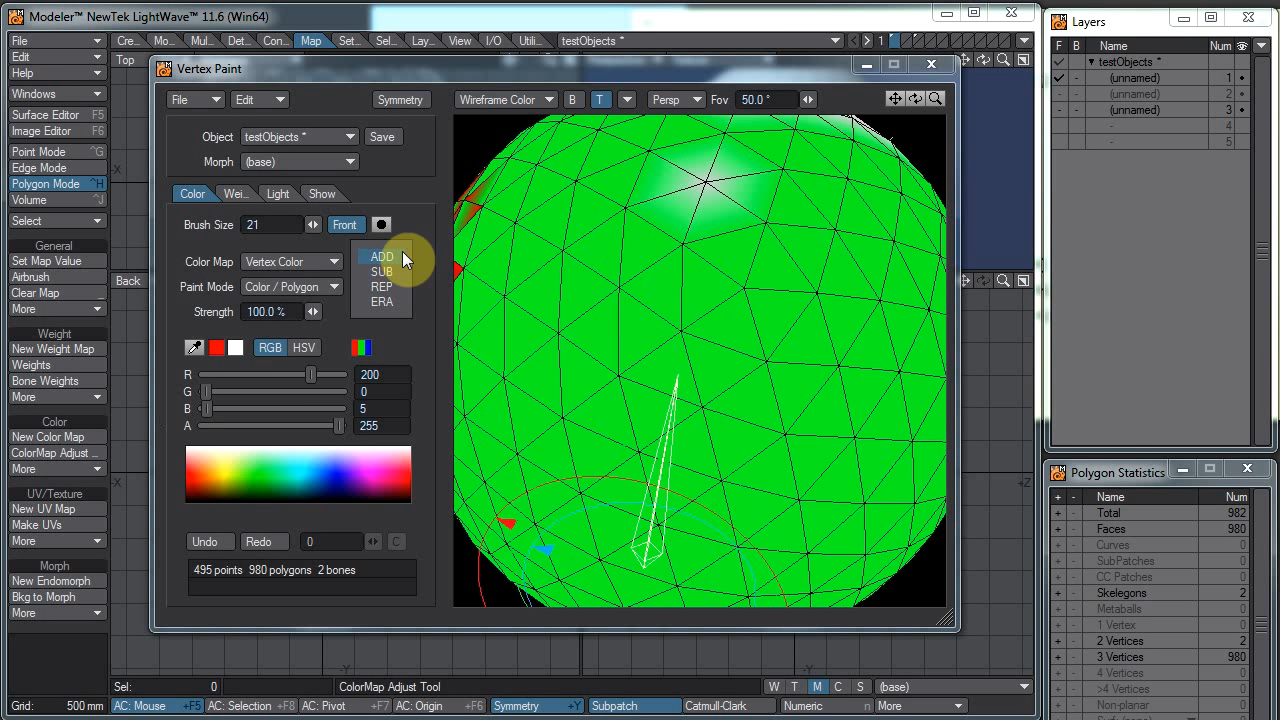 Modeler™ NewTek LightWave™ 11.6 (Win64)
File
Cre... Mo... Mul... Det... Con... Map Set... Sel... Lay... View I/O Utili... testObjects * 1
Edit
Help
Windows
Surface Editor F5
Image Editor F6
Point Mode ^G
Edge Mode
Polygon Mode ^H
Volume ^J
Select
General
Set Map Value
Airbrush
Clear Map ...
More
Weight
New Weight Map
Weights
Bone Weights
More
Color
New Color Map
ColorMap Adjust ...
More
UV/Texture
New UV Map
Make UVs
More
Morph
New Endomorph
Bkg to Morph
More
Top
Back
-X
-X
+Z
-Y
-Y
Vertex Paint
File Edit Symmetry
Object testObjects * Save
Morph (base)
Color Wei... Light Show
Brush Size 21 Front
Color Map Vertex Color
Paint Mode Color / Polygon
Strength 100.0 %
ADD
SUB
REP
ERA
RGB HSV
R 200
G 0
B 5
A 255
Undo Redo 0 C
495 points 980 polygons 2 bones
Wireframe Color B T Persp Fov 50.0 °
Layers
F B Name Num
testObjects *
(unnamed) 1
(unnamed) 2
(unnamed) 3
- 4
- 5
Polygon Statistics
+ - Name Num
+ - Total 982
+ - Faces 980
+ - Curves 0
+ - SubPatches 0
+ - CC Patches 0
+ - Skelegons 2
+ - Metaballs 0
+ - 1 Vertex 0
+ - 2 Vertices 2
+ - 3 Vertices 980
+ - 4 Vertices 0
+ - >4 Vertices 0
+ - Non-planar 0
Sel: 0 ColorMap Adjust Tool W T M C S (base)
Grid: 500 mm AC: Mouse +F5 AC: Selection +F8 AC: Pivot +F7 AC: Origin +F6 Symmetry +Y Subpatch Catmull-Clark Numeric n More